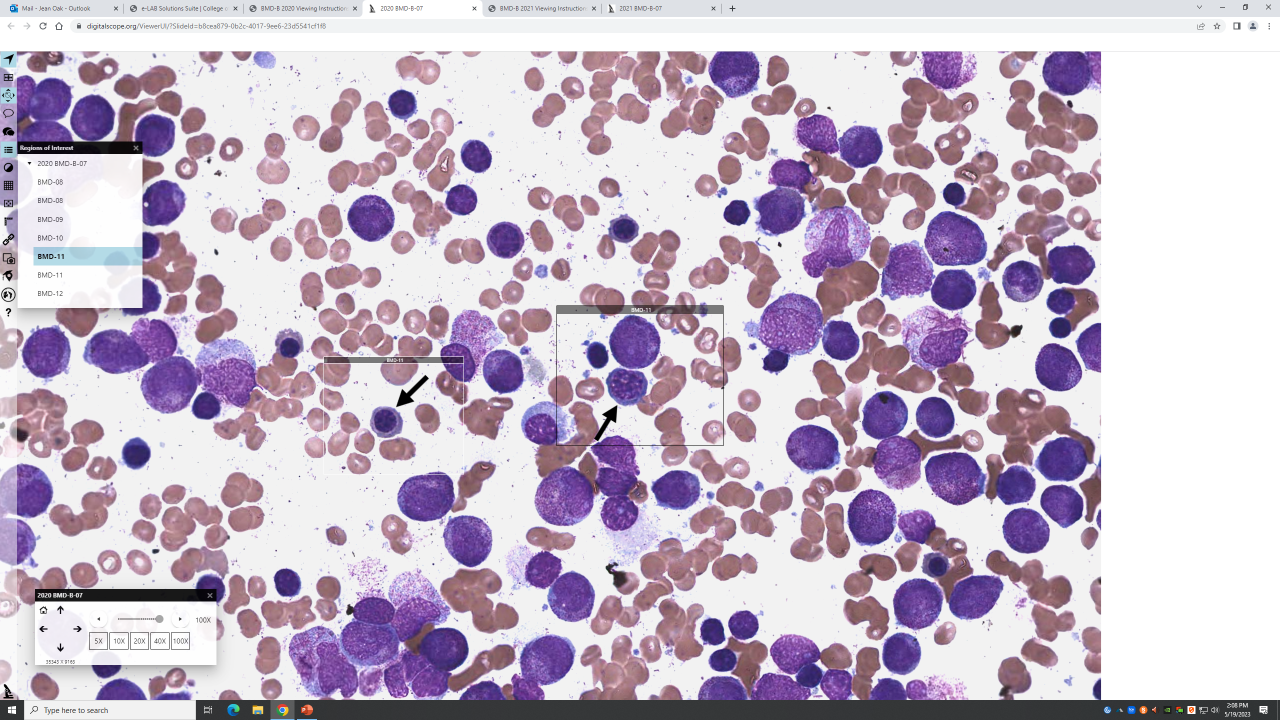 Mail - Jean Oak - Outlook
e-LAB Solutions Suite | College o
BMD-B 2020 Viewing Instruction
2020 BMD-B-07
BMD-B 2021 Viewing Instruction
2021 BMD-B-07
digitalscope.org/ViewerUI/?SlideId=b8cea879-0b2c-4017-9ee6-23d5541cf1f8
Regions of Interest
2020 BMD-B-07
BMD-08
BMD-08
BMD-09
BMD-10
BMD-11
BMD-11
BMD-12
BMD-11
BMD-11
2020 BMD-B-07
100X
5X 10X 20X 40X 100X
Type here to search
2:08 PM
5/19/2023